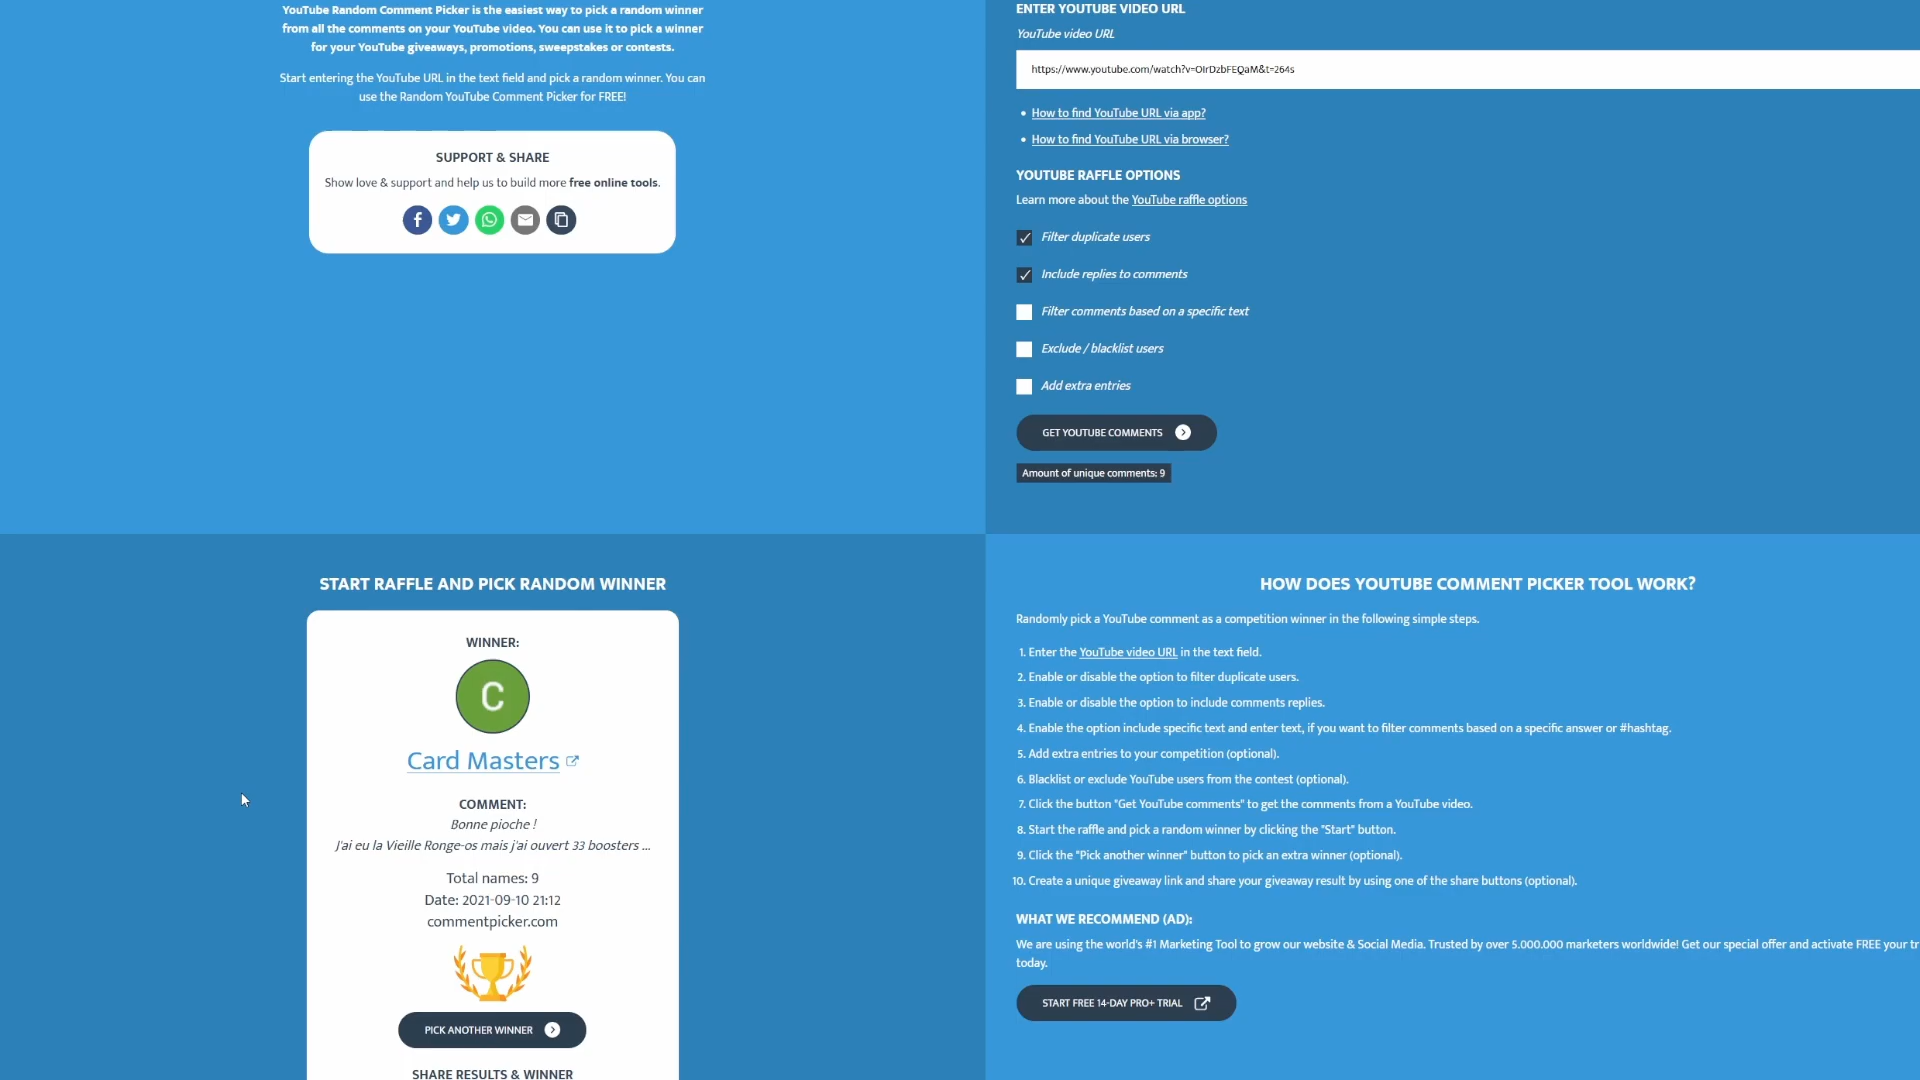 YouTube Random Comment Picker is the easiest way to pick a random winner
from all the comments on your YouTube video. You can use it to pick a winner
for your YouTube giveaways, promotions, sweepstakes or contests.
Start entering the YouTube URL in the text field and pick a random winner. You can
use the Random YouTube Comment Picker for FREE!
SUPPORT & SHARE
Show love & support and help us to build more free online tools.
ENTER YOUTUBE VIDEO URL
YouTube video URL
https://www.youtube.com/watch?v=OIrDzbFEQaM&t=264s
How to find YouTube URL via app?
How to find YouTube URL via browser?
YOUTUBE RAFFLE OPTIONS
Learn more about the YouTube raffle options
Filter duplicate users
Include replies to comments
Filter comments based on a specific text
Exclude / blacklist users
Add extra entries
GET YOUTUBE COMMENTS
Amount of unique comments: 9
START RAFFLE AND PICK RANDOM WINNER
WINNER:
C
Card Masters
COMMENT:
Bonne pioche !
J'ai eu la Vieille Ronge-os mais j'ai ouvert 33 boosters ...
Total names: 9
Date: 2021-09-10 21:12
commentpicker.com
PICK ANOTHER WINNER
SHARE RESULTS & WINNER
HOW DOES YOUTUBE COMMENT PICKER TOOL WORK?
Randomly pick a YouTube comment as a competition winner in the following simple steps.
1. Enter the YouTube video URL in the text field.
2. Enable or disable the option to filter duplicate users.
3. Enable or disable the option to include comments replies.
4. Enable the option include specific text and enter text, if you want to filter comments based on a specific answer or #hashtag.
5. Add extra entries to your competition (optional).
6. Blacklist or exclude YouTube users from the contest (optional).
7. Click the button "Get YouTube comments" to get the comments from a YouTube video.
8. Start the raffle and pick a random winner by clicking the "Start" button.
9. Click the "Pick another winner" button to pick an extra winner (optional).
10. Create a unique giveaway link and share your giveaway result by using one of the share buttons (optional).
WHAT WE RECOMMEND (AD):
We are using the world's #1 Marketing Tool to grow our website & Social Media. Trusted by over 5.000.000 marketers worldwide! Get our special offer and activate FREE your tr
today.
START FREE 14-DAY PRO+ TRIAL